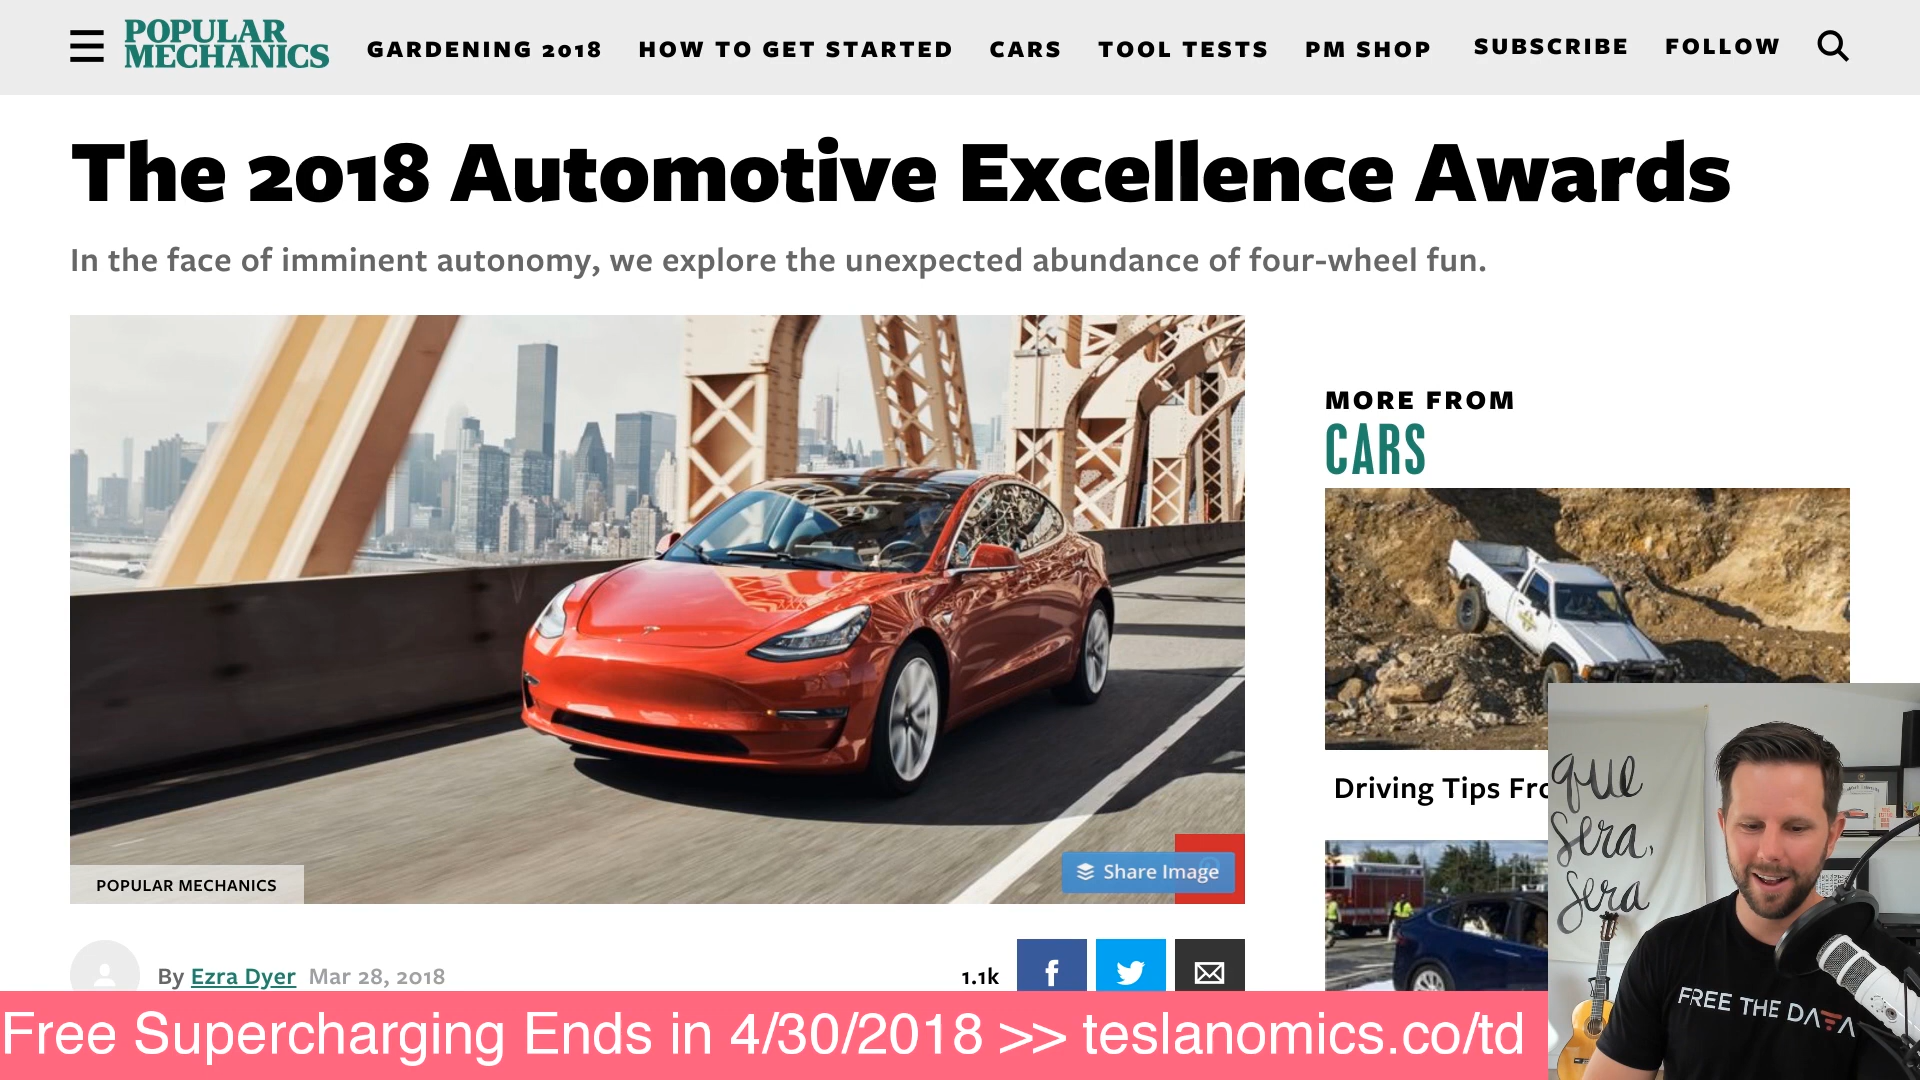 POPULAR
MECHANICS
GARDENING 2018
HOW TO GET STARTED
CARS
TOOL TESTS
PM SHOP
SUBSCRIBE
FOLLOW
The 2018 Automotive Excellence Awards
In the face of imminent autonomy, we explore the unexpected abundance of four-wheel fun.
POPULAR MECHANICS
Share Image
MORE FROM
CARS
Driving Tips Fro
By Ezra Dyer Mar 28, 2018
1.1k
que
sera,
sera
FREE THE DATA
Free Supercharging Ends in 4/30/2018 >> teslanomics.co/td